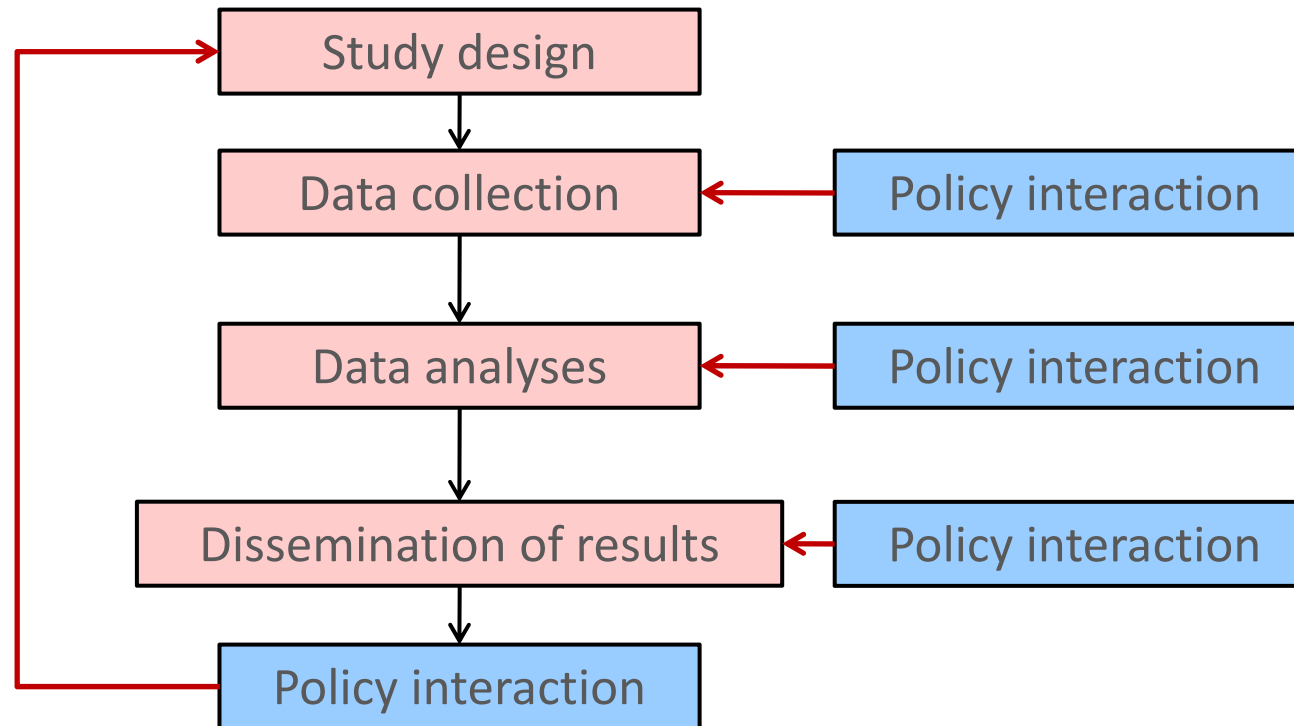 Study design
Data collection
Policy interaction
Data analyses
Policy interaction
Dissemination of results
Policy interaction
Policy interaction